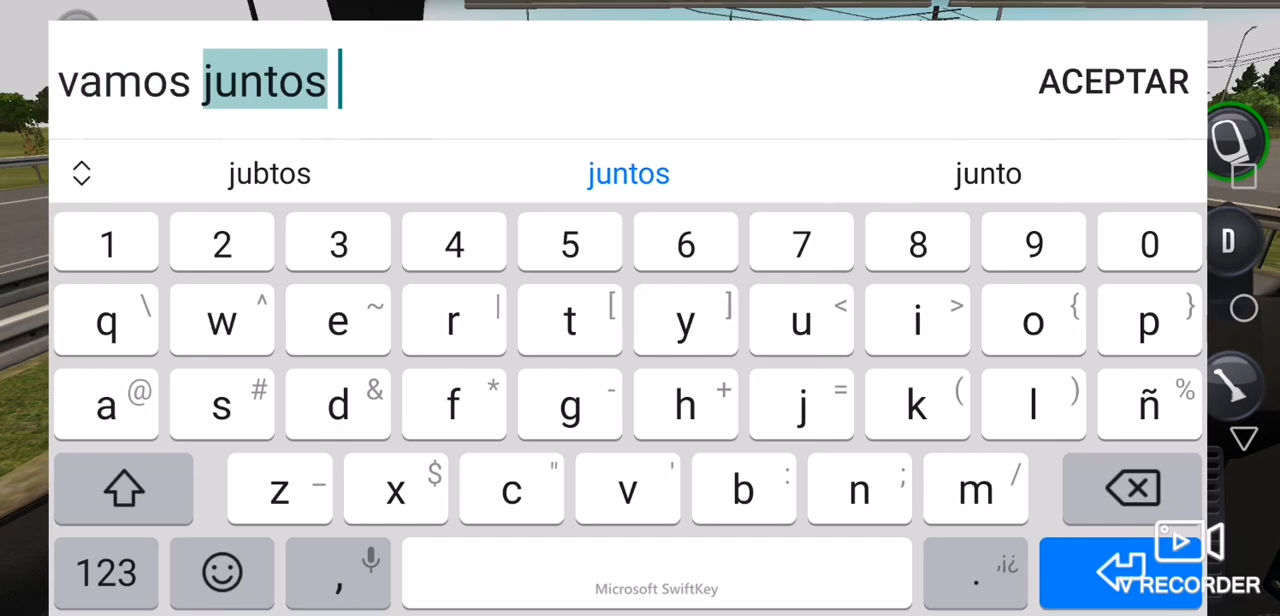 vamos juntos
ACEPTAR
jubtos juntos junto
1 2 3 4 5 6 7 8 9 0
q \ w ^ e ~ r | t [ y ] u < i > o { p }
a @ s # d & f * g - h + j = k ( l ) ñ %
z _ x $ c " v ' b : n ; m /
123 , Microsoft SwiftKey . ,¡¿
D
V RECORDER